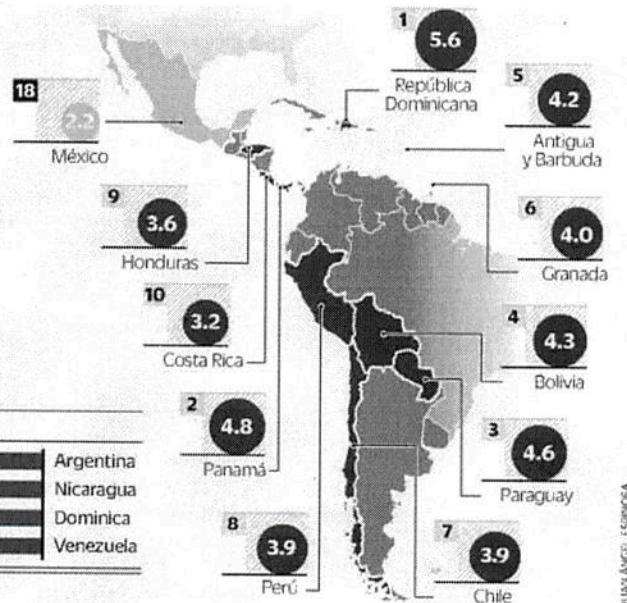 1
5.6
República
Dominicana
5
4.2
Antigua
y Barbuda
18
2.2
México
9
3.6
Honduras
6
4.0
Granada
10
3.2
Costa Rica
4
4.3
Bolivia
2
4.8
Panamá
3
4.6
Paraguay
Argentina
Nicaragua
Dominica
Venezuela
8
3.9
Perú
7
3.9
Chile
ESPINOSA